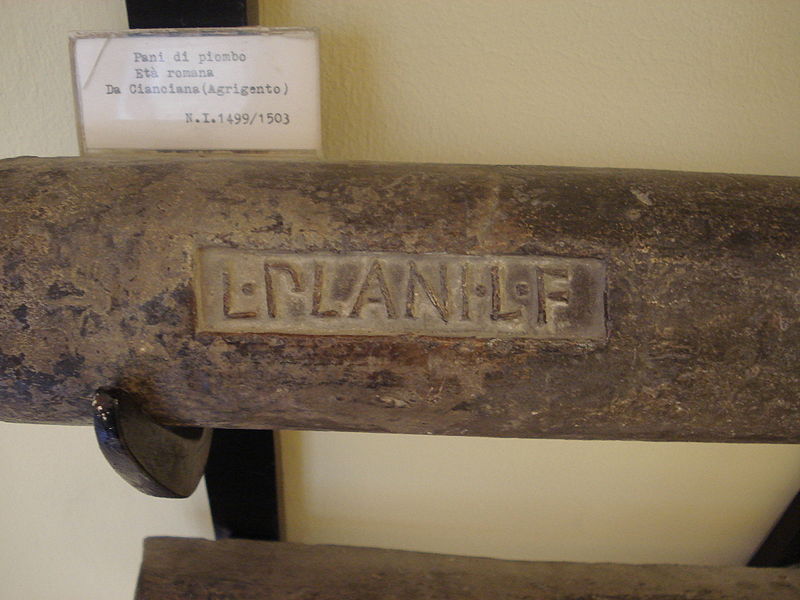 Pani di piombo
Età romana
Da Cianciana(Agrigento)
N.I.1499/1503
L·PLANI·L·F